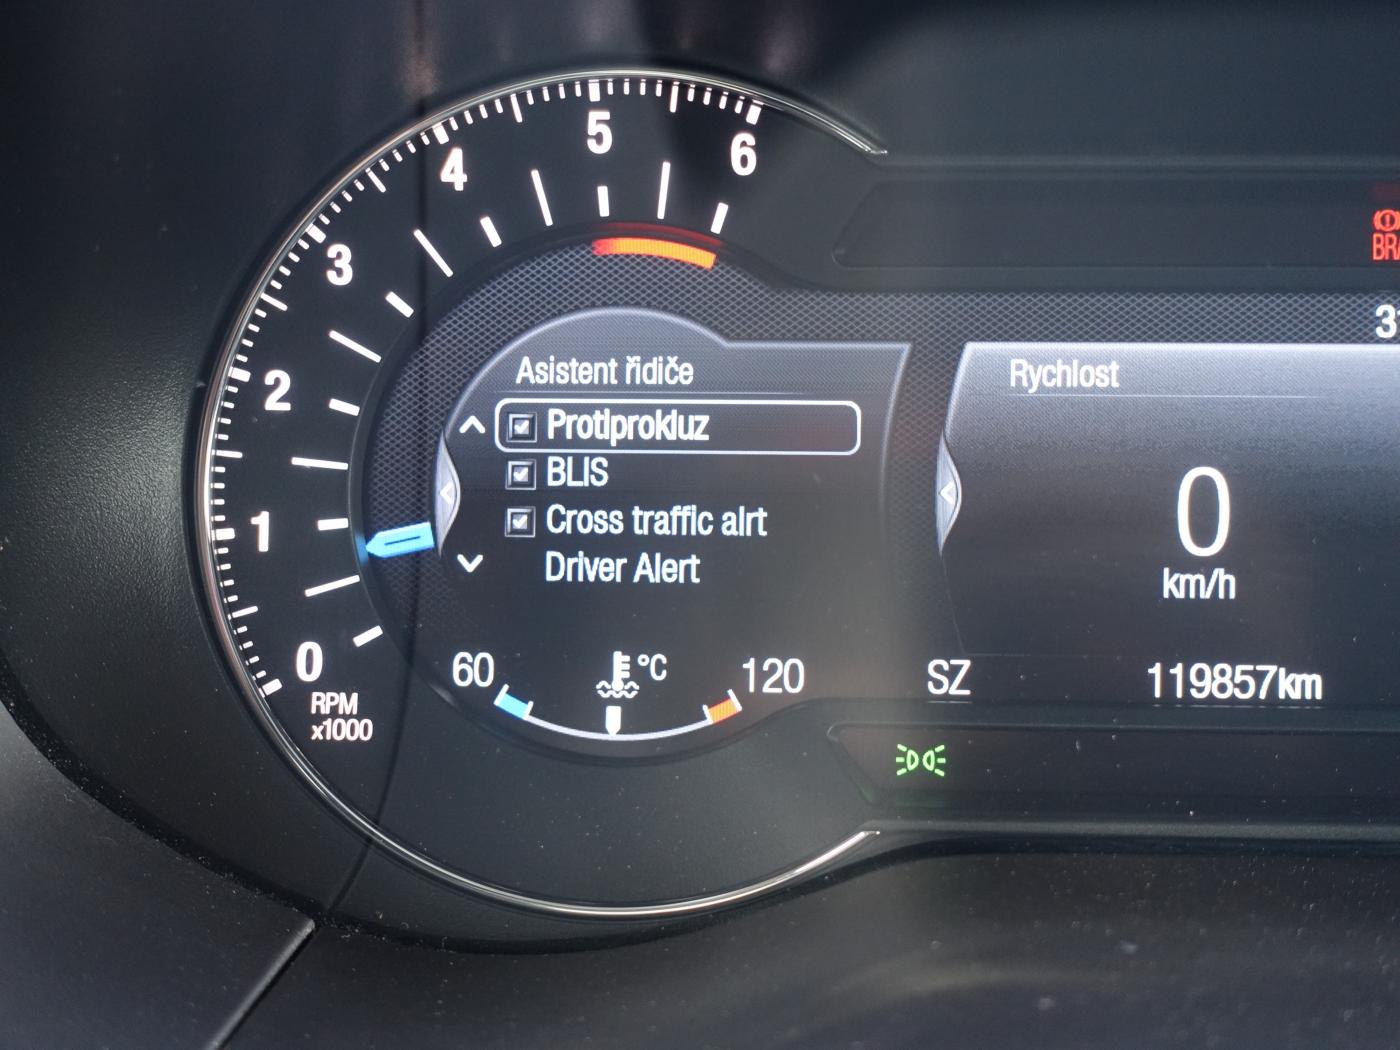 6
5
4
3
2
1
0
RPM
x1000
Asistent řidiče
Protiprokluz
BLIS
Cross traffic alrt
Driver Alert
60
°C
120
Rychlost
0
km/h
SZ
119857km